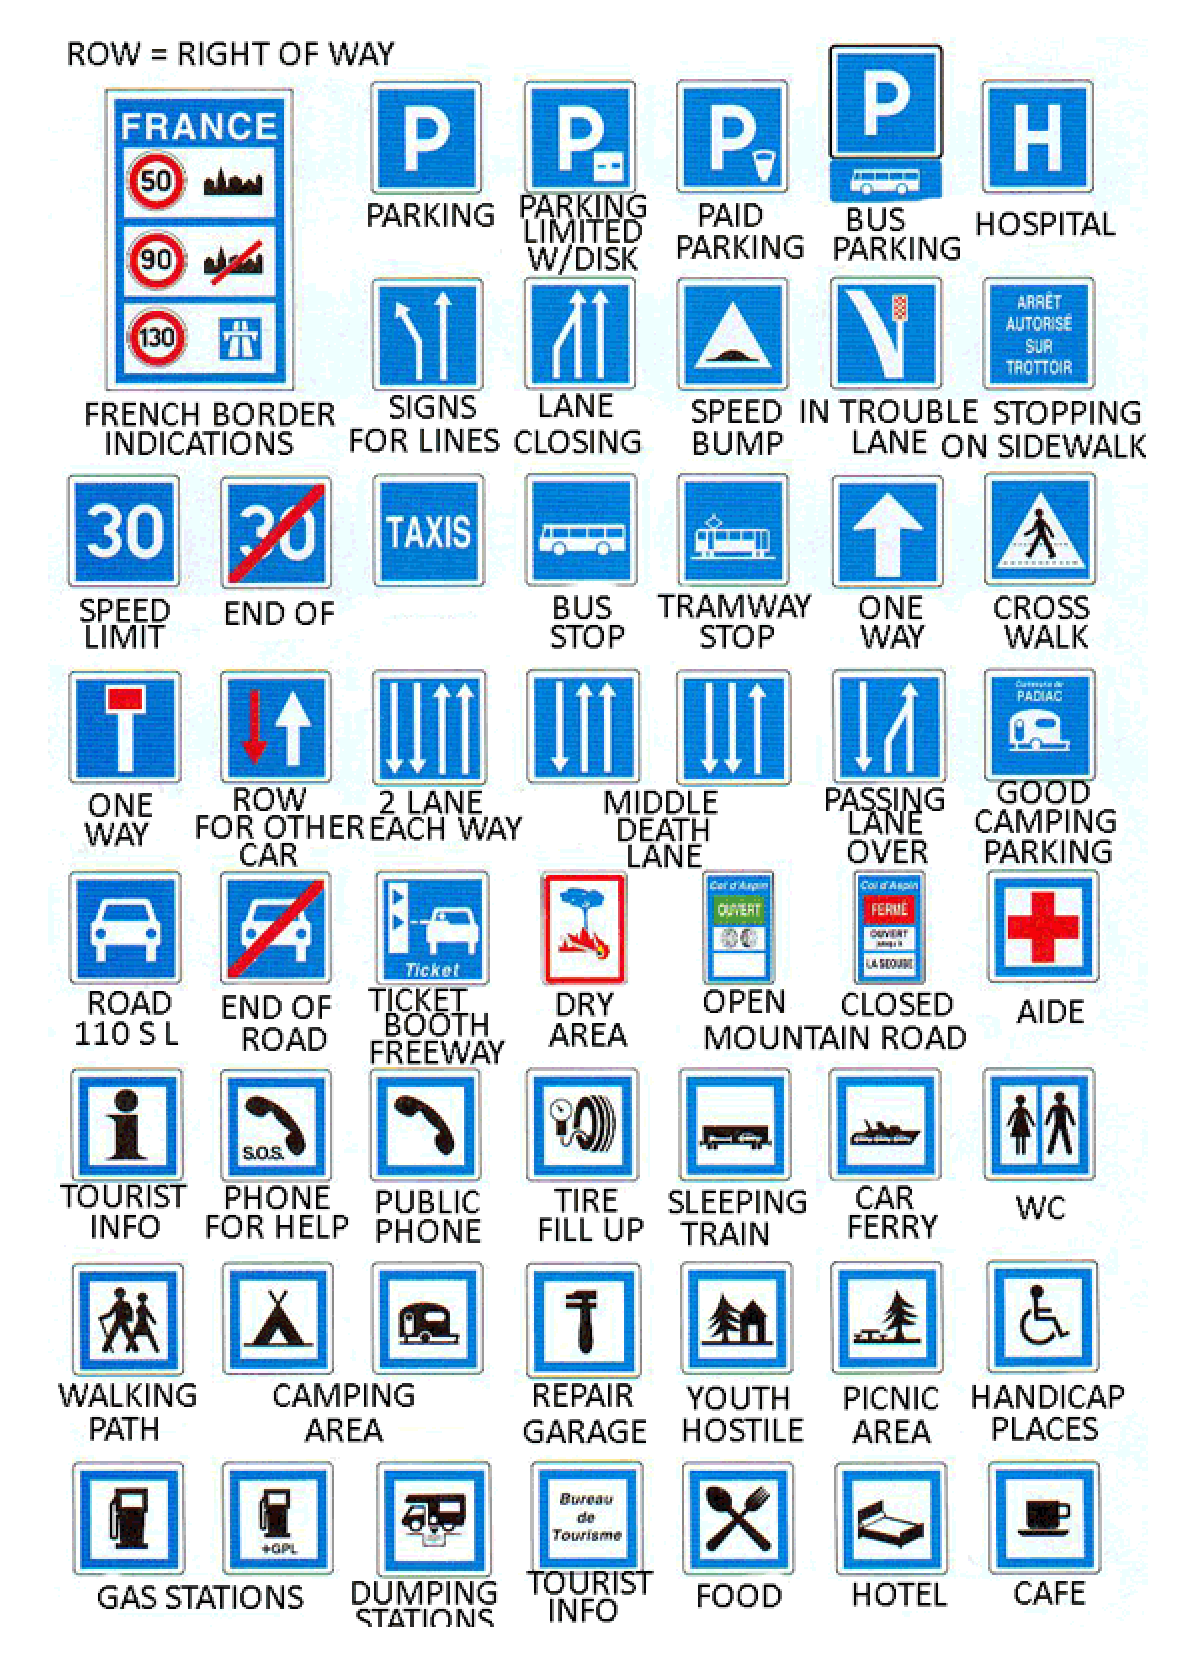 ROW = RIGHT OF WAY
FRANCE
50
90
130
FRENCH BORDER
INDICATIONS
P
PARKING
P
PARKING
LIMITED
W/DISK
P
PAID
PARKING
P
BUS
PARKING
H
HOSPITAL
SIGNS
FOR LINES
LANE
CLOSING
SPEED
BUMP
IN TROUBLE
LANE
ARRÊT
AUTORISÉ
SUR
TROTTOIR
STOPPING
ON SIDEWALK
30
SPEED
LIMIT
30
END OF
TAXIS
BUS
STOP
TRAMWAY
STOP
ONE
WAY
CROSS
WALK
ONE
WAY
ROW
FOR OTHER
CAR
2 LANE
EACH WAY
MIDDLE
DEATH
LANE
PASSING
LANE
OVER
Commune de
PADIAC
GOOD
CAMPING
PARKING
ROAD
110 S L
END OF
ROAD
Ticket
TICKET
BOOTH
FREEWAY
DRY
AREA
Col d'Aspin
OUVERT
OPEN
Col d'Aspin
FERMÉ
OUVERT
LA SEOUBE
CLOSED
MOUNTAIN ROAD
AIDE
TOURIST
INFO
S.O.S.
PHONE
FOR HELP
PUBLIC
PHONE
TIRE
FILL UP
SLEEPING
TRAIN
CAR
FERRY
WC
WALKING
PATH
CAMPING
AREA
REPAIR
GARAGE
YOUTH
HOSTILE
PICNIC
AREA
HANDICAP
PLACES
+GPL
GAS STATIONS
DUMPING
STATIONS
Bureau
de
Tourisme
TOURIST
INFO
FOOD
HOTEL
CAFE